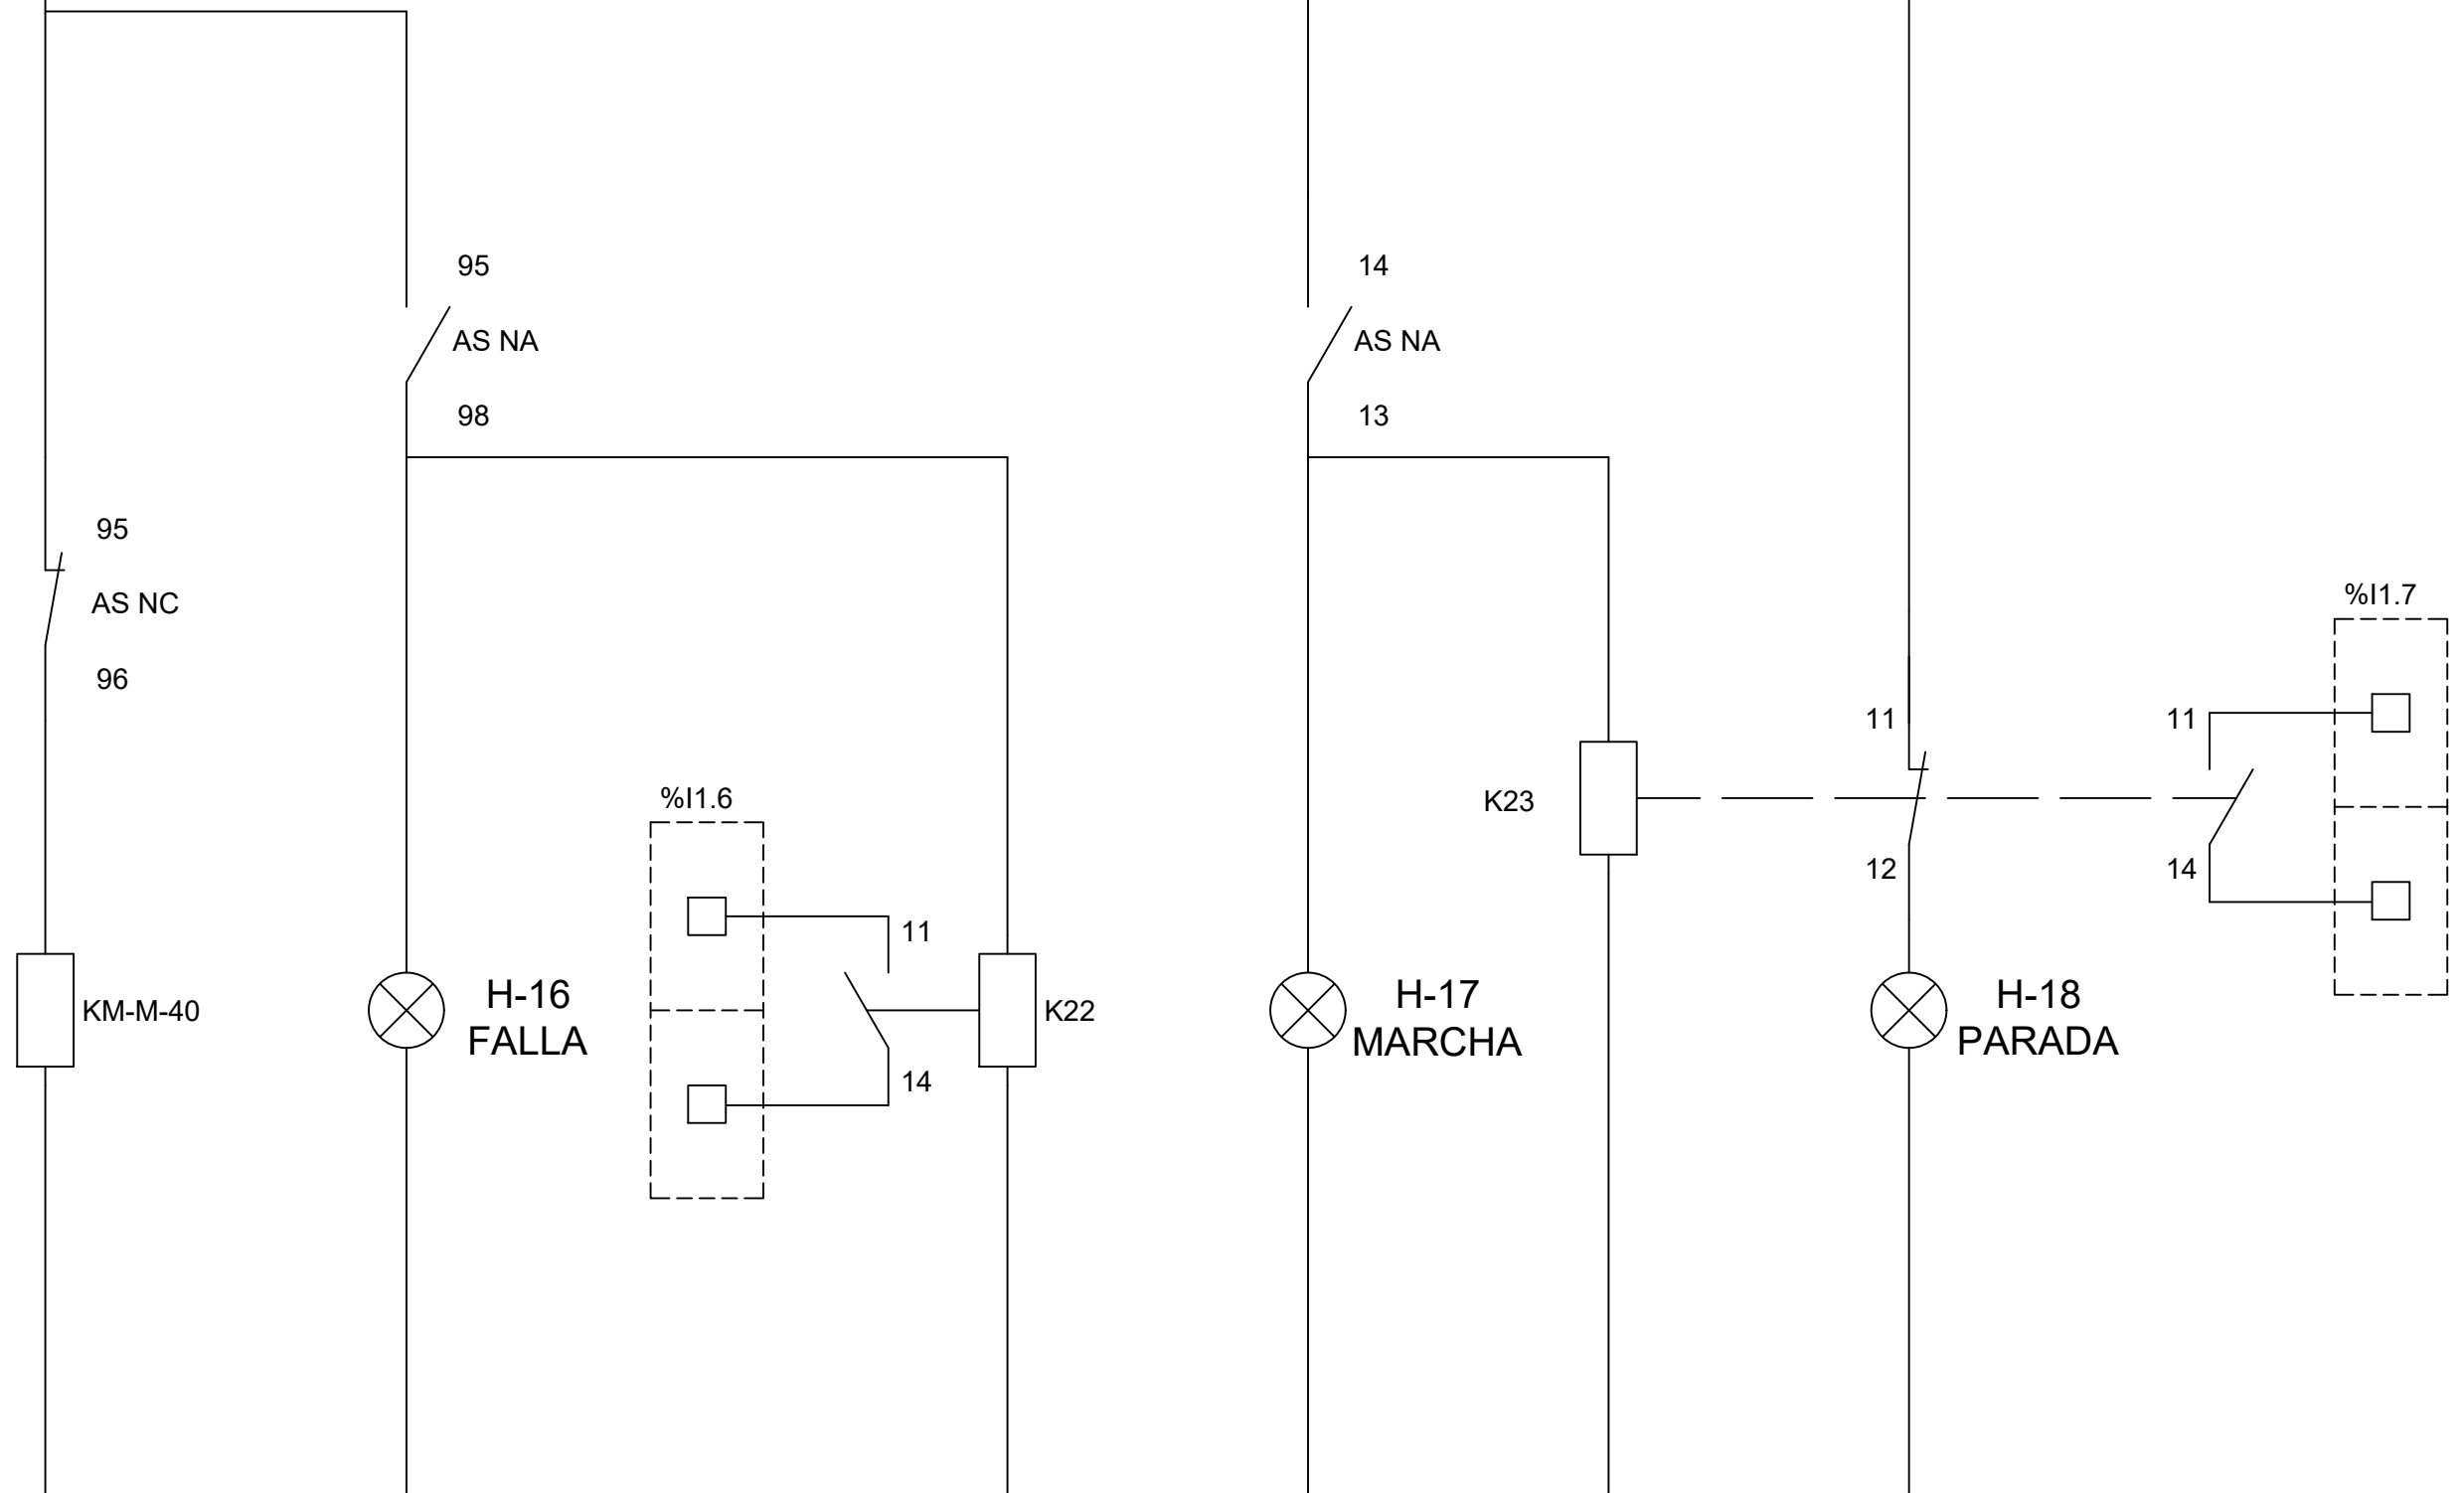 95
AS NA
98
14
AS NA
13
95
AS NC
96
%I1.7
11
12
11
14
K23
%I1.6
11
14
KM-M-40
H-16
FALLA
K22
H-17
MARCHA
H-18
PARADA